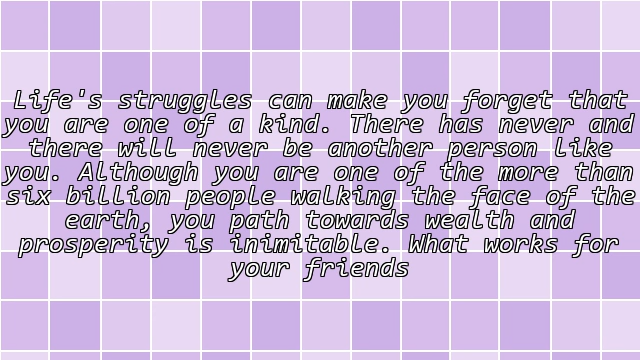 Life's struggles can make you forget that
you are one of a kind. There has never and
there will never be another person like
you. Although you are one of the more than
six billion people walking the face of the
earth, you path towards wealth and
prosperity is inimitable. What works for
your friends